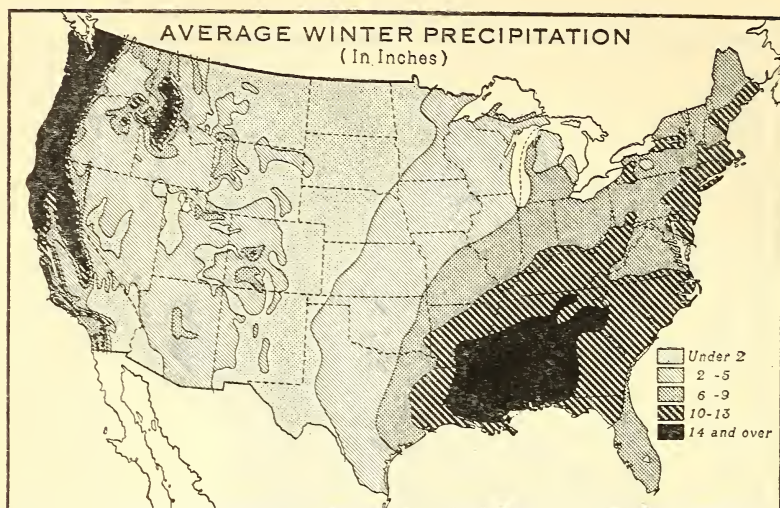 AVERAGE WINTER PRECIPITATION
(In Inches)
Under 2
2 -5
6 -9
10-13
14 and over